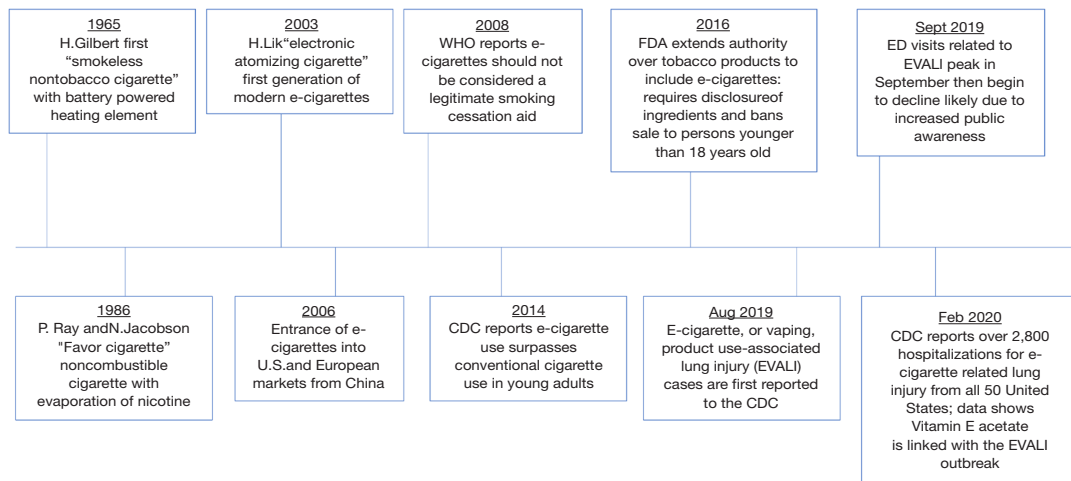 1965
H.Gilbert first
“smokeless
nontobacco cigarette”
with battery powered
heating element
2003
H.Lik“electronic
atomizing cigarette”
first generation of
modern e-cigarettes
2008
WHO reports e-
cigarettes should not
be considered a
legitimate smoking
cessation aid
2016
FDA extends authority
over tobacco products to
include e-cigarettes:
requires disclosureof
ingredients and bans
sale to persons younger
than 18 years old
Sept 2019
ED visits related to
EVALI peak in
September then begin
to decline likely due to
increased public
awareness
1986
P. Ray andN.Jacobson
"Favor cigarette”
noncombustible
cigarette with
evaporation of nicotine
2006
Entrance of e-
cigarettes into
U.S.and European
markets from China
2014
CDC reports e-cigarette
use surpasses
conventional cigarette
use in young adults
Aug 2019
E-cigarette, or vaping,
product use-associated
lung injury (EVALI)
cases are first reported
to the CDC
Feb 2020
CDC reports over 2,800
hospitalizations for e-
cigarette related lung
injury from all 50 United
States; data shows
Vitamin E acetate
is linked with the EVALI
outbreak